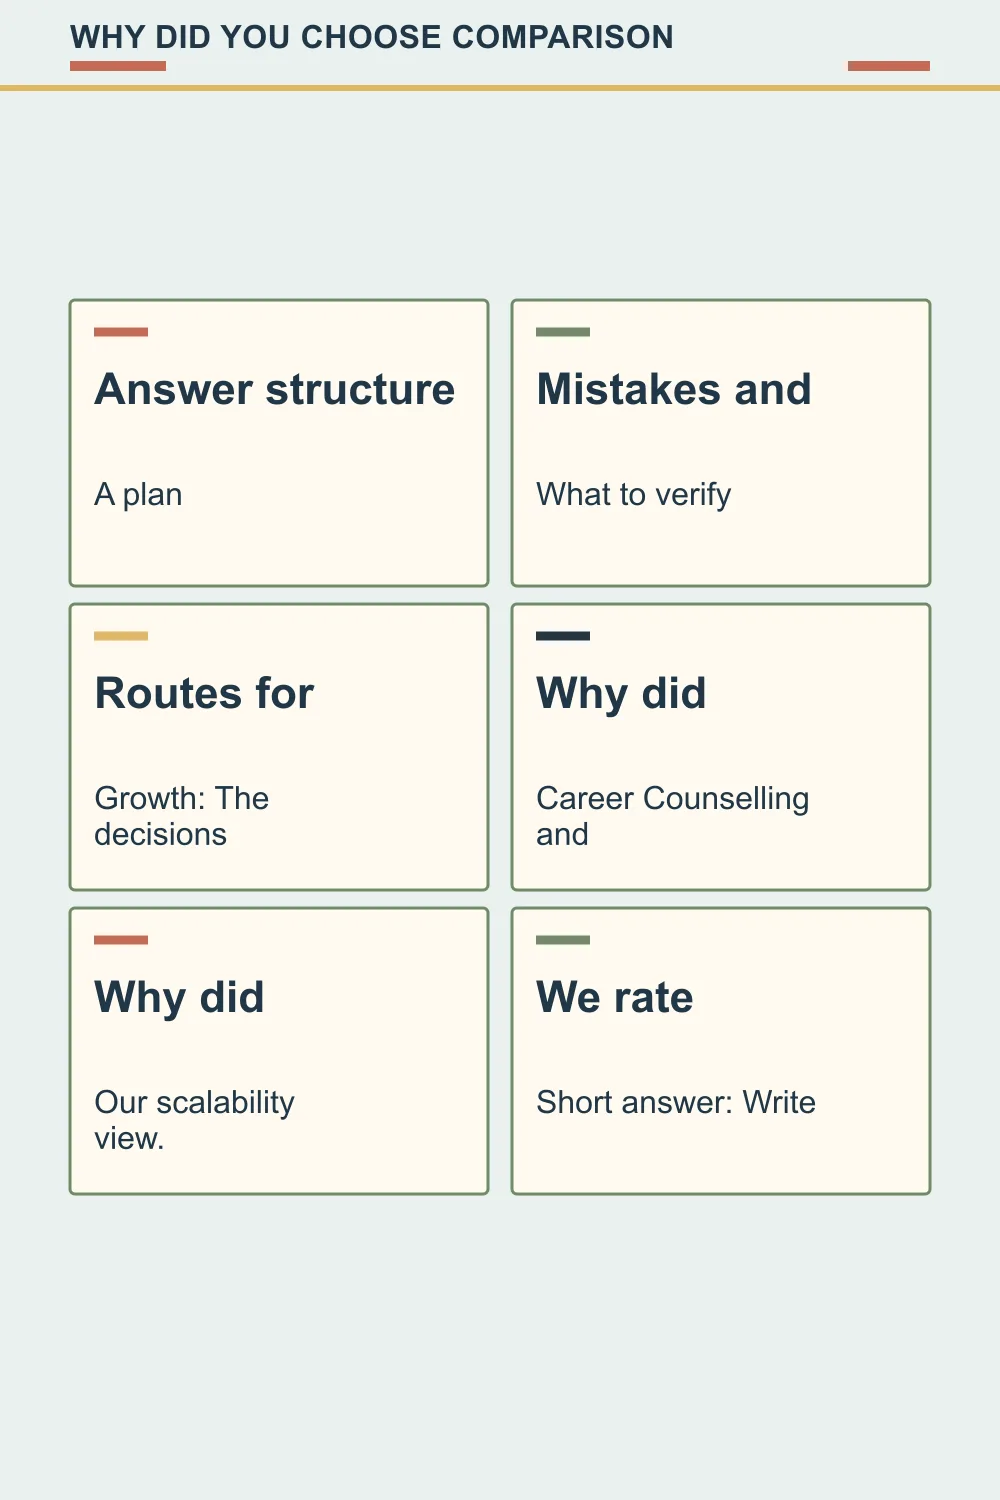 WHY DID YOU CHOOSE COMPARISON
Answer structure
A plan
Mistakes and
What to verify
Routes for
Growth: The
decisions
Why did
Career Counselling
and
Why did
Our scalability
view.
We rate
Short answer: Write